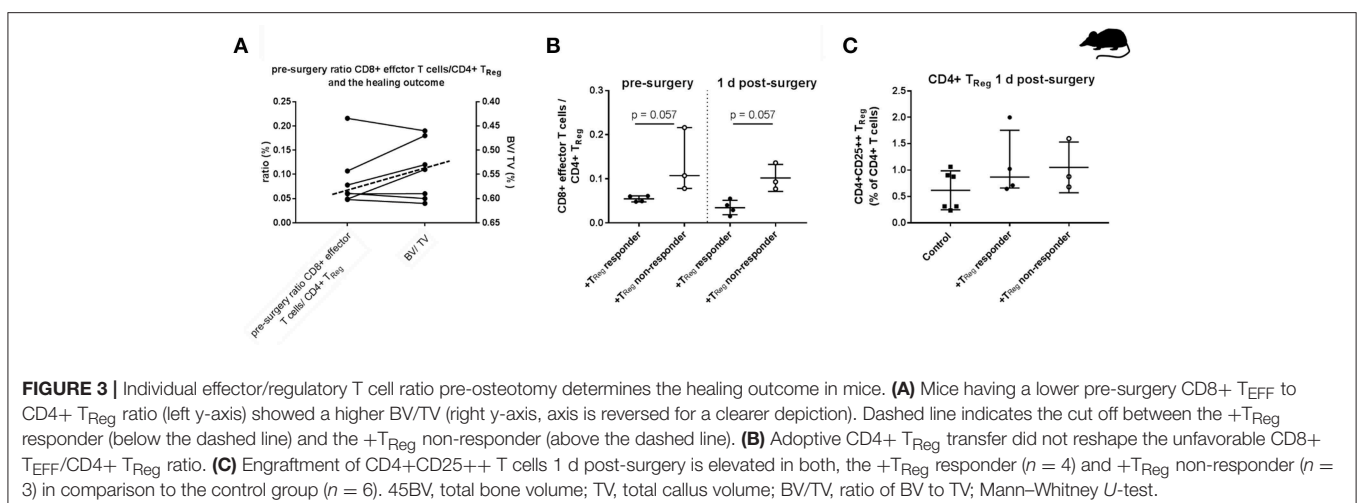 A
pre-surgery ratio CD8+ effctor T cells/CD4+ TReg
and the healing outcome
ratio (%)
0.25
0.20
0.15
0.10
0.05
0.00
0.40
0.45
0.50
0.55
0.60
0.65
BV/ TV (%)
pre-surgery ratio CD8+ effector
T cells/ CD4+ TReg
BV/ TV
B
pre-surgery
1 d post-surgery
p = 0.057
p = 0.057
CD8+ effector T cells /
CD4+ TReg
0.3
0.2
0.1
0.0
+TReg responder
+TReg non-responder
+TReg responder
+TReg non-responder
C
CD4+ TReg 1 d post-surgery
CD4+CD25++ TReg
(% of CD4+ T cells)
2.5
2.0
1.5
1.0
0.5
0.0
Control
+TReg responder
+TReg non-responder
FIGURE 3 | Individual effector/regulatory T cell ratio pre-osteotomy determines the healing outcome in mice. (A) Mice having a lower pre-surgery CD8+ TEFF to
CD4+ TReg ratio (left y-axis) showed a higher BV/TV (right y-axis, axis is reversed for a clearer depiction). Dashed line indicates the cut off between the +TReg
responder (below the dashed line) and the +TReg non-responder (above the dashed line). (B) Adoptive CD4+ TReg transfer did not reshape the unfavorable CD8+
TEFF/CD4+ TReg ratio. (C) Engraftment of CD4+CD25++ T cells 1 d post-surgery is elevated in both, the +TReg responder (n = 4) and +TReg non-responder (n =
3) in comparison to the control group (n = 6). 45BV, total bone volume; TV, total callus volume; BV/TV, ratio of BV to TV; Mann–Whitney U-test.